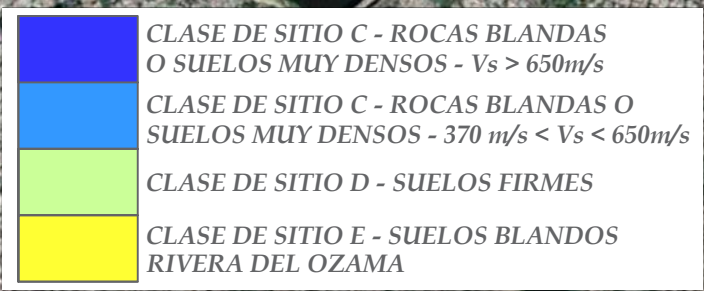 CLASE DE SITIO C - ROCAS BLANDAS
O SUELOS MUY DENSOS - Vs > 650m/s
CLASE DE SITIO C - ROCAS BLANDAS O
SUELOS MUY DENSOS - 370 m/s < Vs < 650m/s
CLASE DE SITIO D - SUELOS FIRMES
CLASE DE SITIO E - SUELOS BLANDOS
RIVERA DEL OZAMA